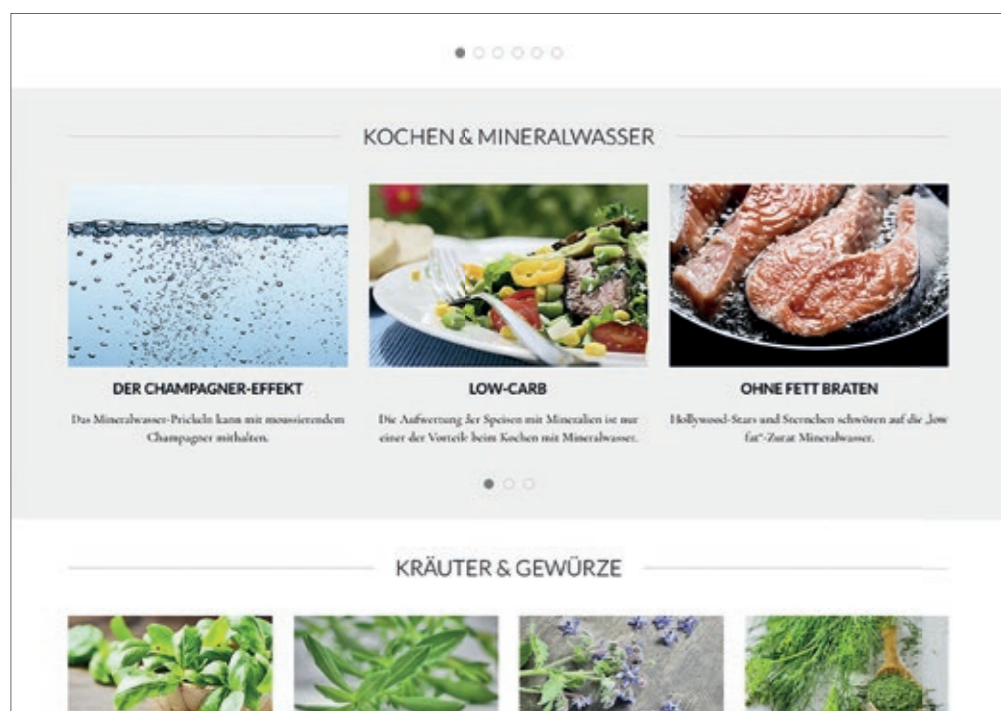 KOCHEN & MINERALWASSER
DER CHAMPAGNER-EFFEKT
Das Mineralwasser-Prickeln kann mit moussierendem
Champagner mithalten.
LOW-CARB
Die Aufwertung der Speisen mit Mineralien ist nur
einer der Vorteile beim Kochen mit Mineralwasser.
OHNE FETT BRATEN
Hollywood-Stars und Sternchen schwören auf die „low
fat“-Zutat Mineralwasser.
KRÄUTER & GEWÜRZE